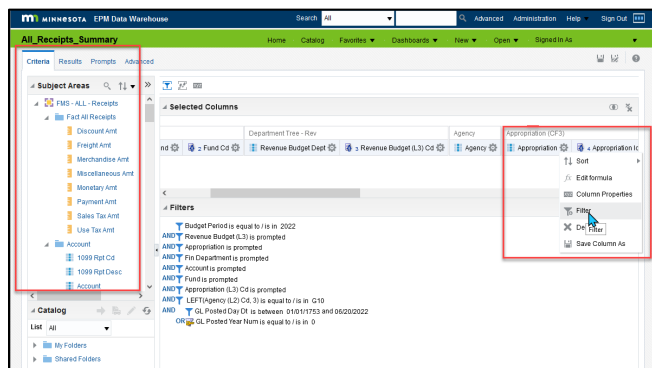 MINNESOTA EPM Data Warehouse
Search All Advanced Administration Help Sign Out
All_Receipts_Summary Home Catalog Favorites Dashboards New Open Signed In As
Criteria Results Prompts Advanced
Subject Areas
FMS - ALL - Receipts
Fact All Receipts
Discount Amt
Freight Amt
Merchandise Amt
Miscellaneous Amt
Monetary Amt
Payment Amt
Sales Tax Amt
Use Tax Amt
Account
1099 Rpt Cd
1099 Rpt Desc
Account
Catalog
List All
My Folders
Shared Folders
Selected Columns
Department Tree - Rev Agency Appropriation (CF3)
nd 2 Fund Cd Revenue Budget Dept 3 Revenue Budget (L3) Cd Agency Appropriation 4 Appropriation
Sort
Edit formula
Column Properties
Filter
De
Filter
Save Column As
Filters
Budget Period is equal to / is in 2022
AND Revenue Budget (L3) is prompted
AND Appropriation is prompted
AND Fin Department is prompted
AND Account is prompted
AND Fund is prompted
AND Appropriation (L3) Cd is prompted
AND LEFT(Agency (L2) Cd, 3) is equal to / is in G10
AND GL Posted Day Dt is between 01/01/1753 and 06/20/2022
OR GL Posted Year Num is equal to / is in 0